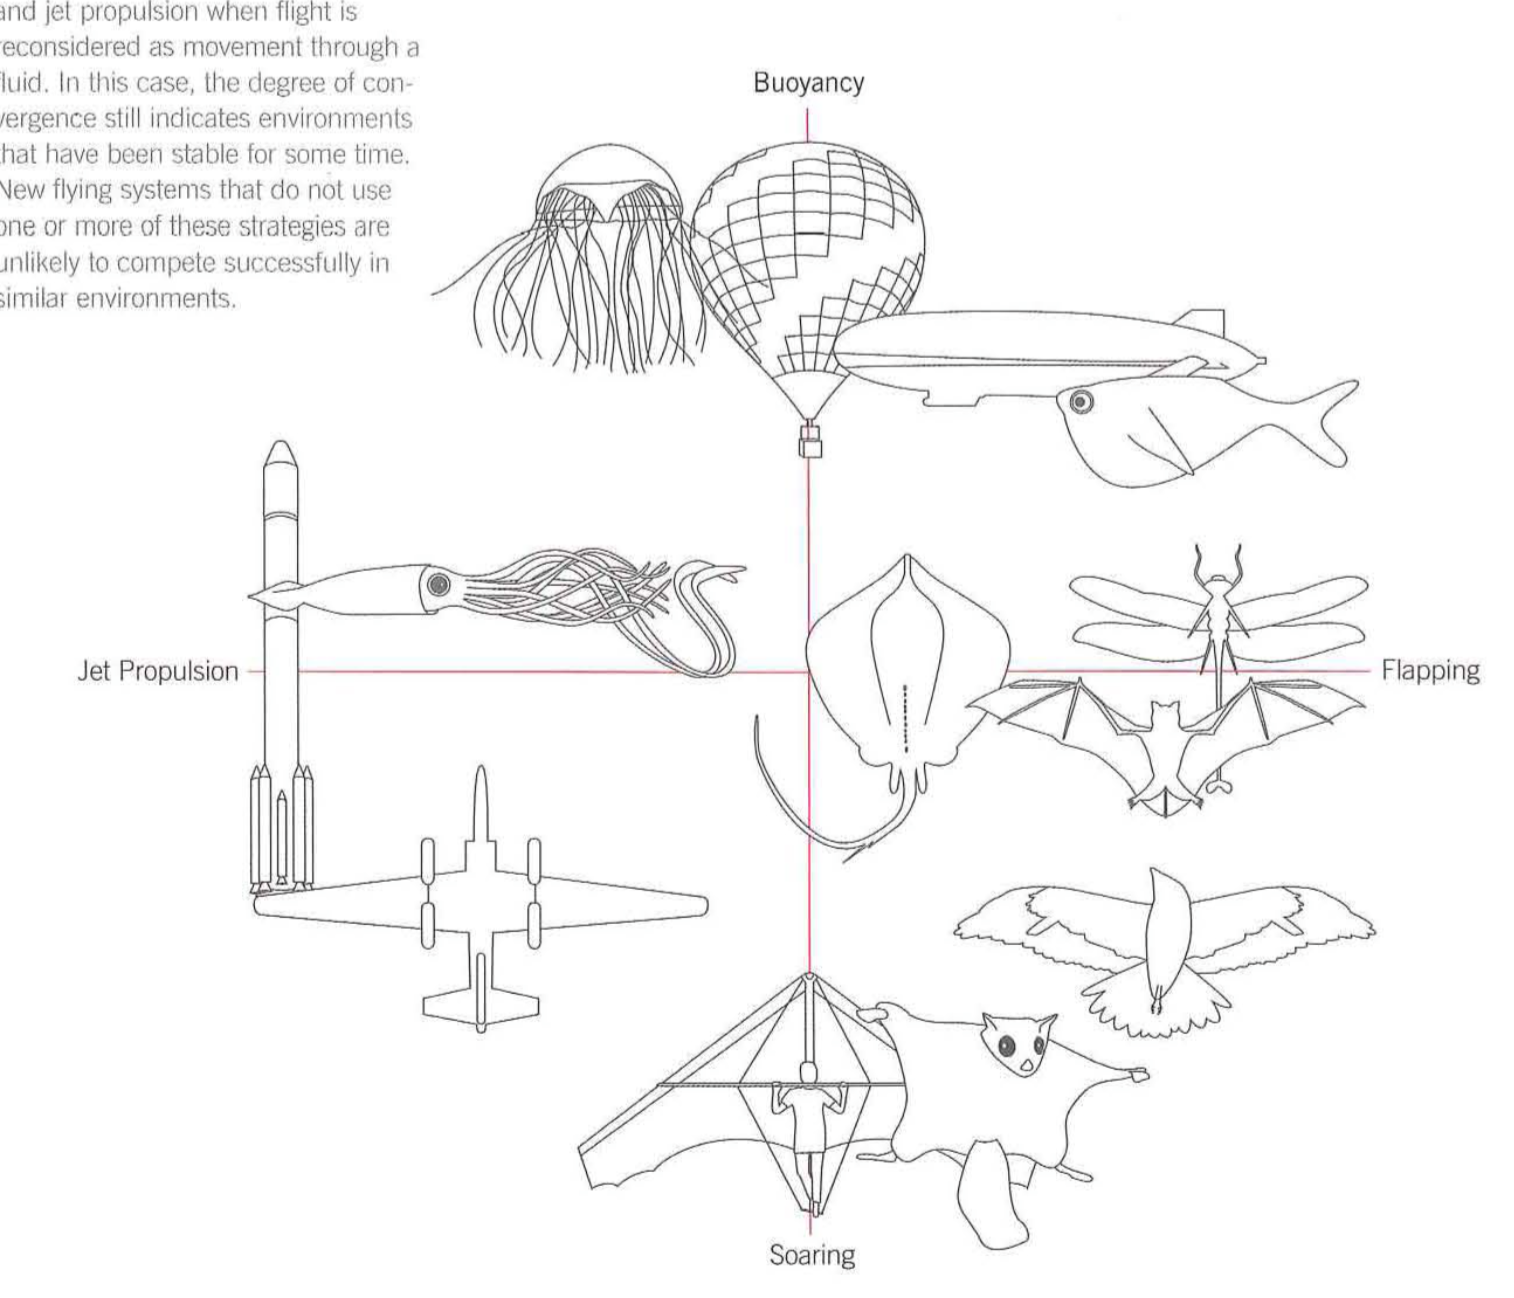 and jet propulsion when flight is
reconsidered as movement through a
fluid. In this case, the degree of con-
vergence still indicates environments
that have been stable for some time.
New flying systems that do not use
one or more of these strategies are
unlikely to compete successfully in
similar environments.
Buoyancy
Jet Propulsion
Flapping
Soaring